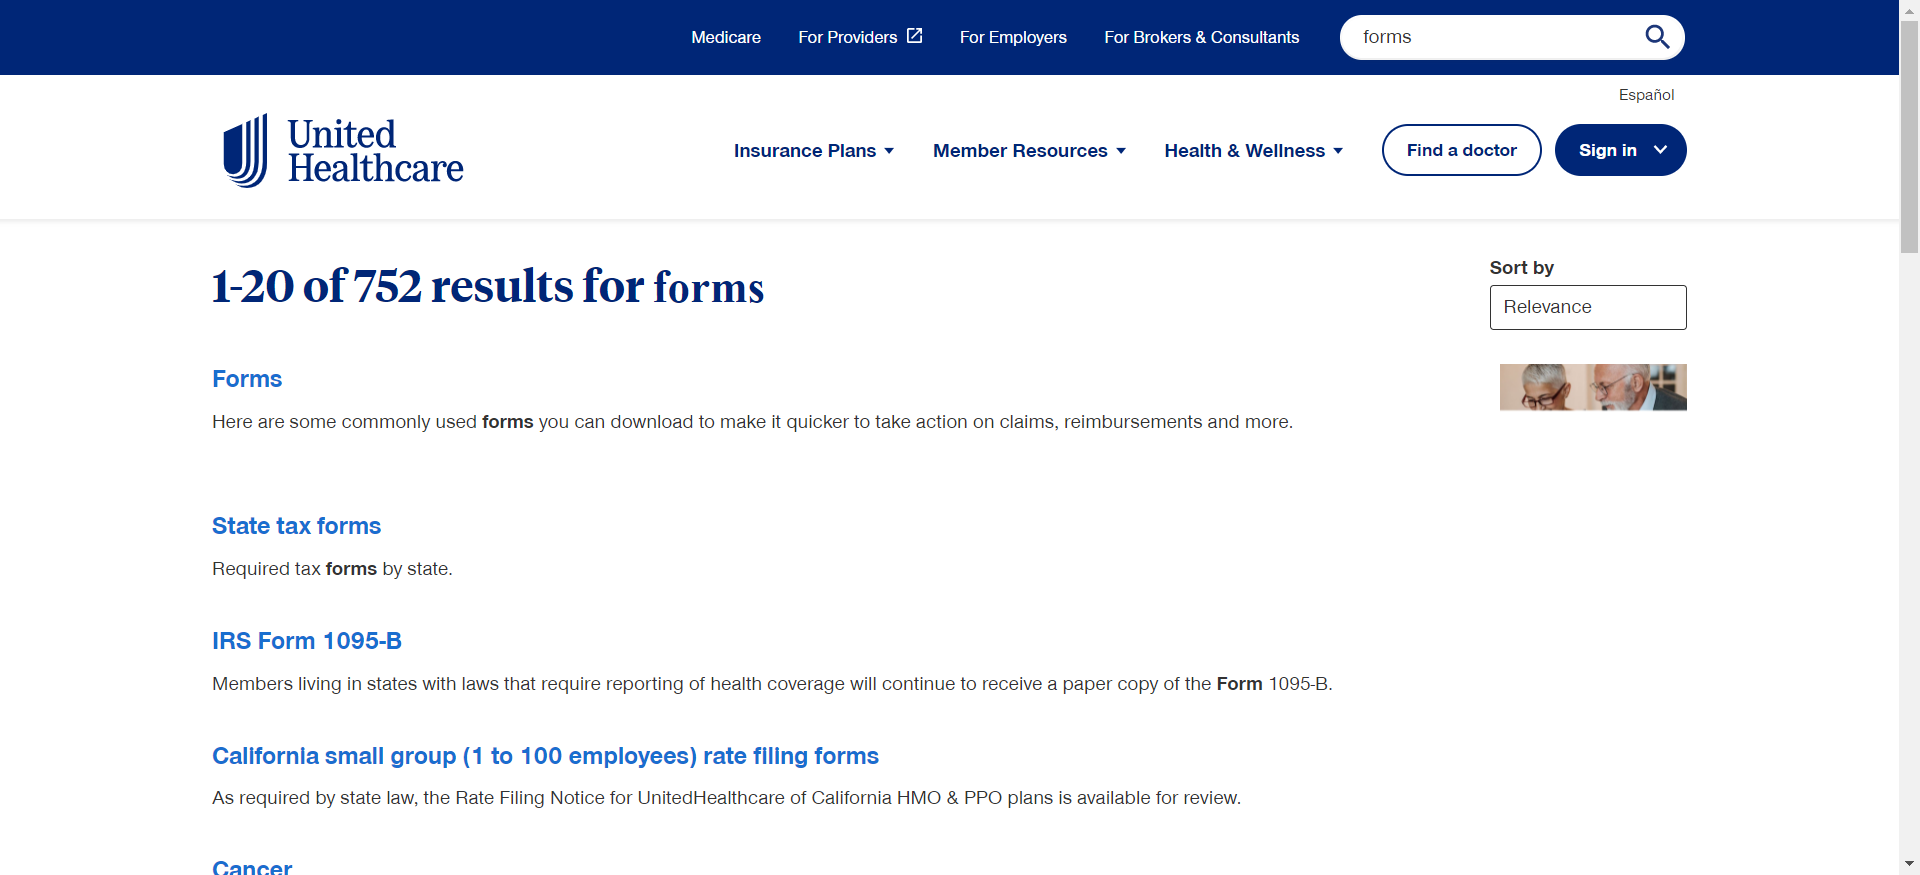 Medicare
For Providers
For Employers
For Brokers & Consultants
forms
Español
United
Healthcare
Insurance Plans
Member Resources
Health & Wellness
Find a doctor
Sign in
1-20 of 752 results for forms
Sort by
Relevance
Forms
Here are some commonly used forms you can download to make it quicker to take action on claims, reimbursements and more.
State tax forms
Required tax forms by state.
IRS Form 1095-B
Members living in states with laws that require reporting of health coverage will continue to receive a paper copy of the Form 1095-B.
California small group (1 to 100 employees) rate filing forms
As required by state law, the Rate Filing Notice for UnitedHealthcare of California HMO & PPO plans is available for review.
Cancer